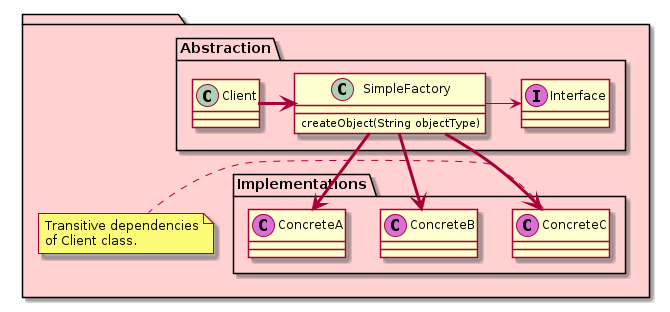 Abstraction
C Client
C SimpleFactory
createObject(String objectType)
I Interface
Implementations
C ConcreteA
C ConcreteB
C ConcreteC
Transitive dependencies
of Client class.